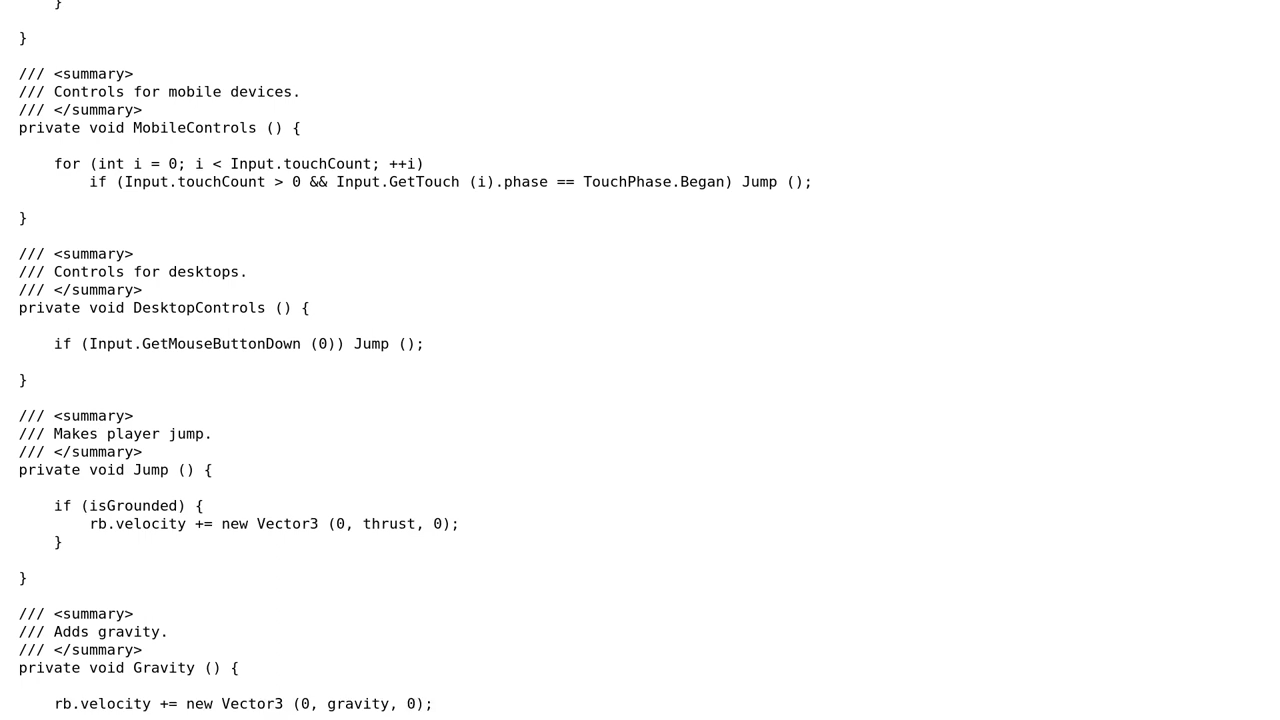 }
}
/// <summary>
/// Controls for mobile devices.
/// </summary>
private void MobileControls () {
    for (int i = 0; i < Input.touchCount; ++i)
        if (Input.touchCount > 0 && Input.GetTouch (i).phase == TouchPhase.Began) Jump ();
}
/// <summary>
/// Controls for desktops.
/// </summary>
private void DesktopControls () {
    if (Input.GetMouseButtonDown (0)) Jump ();
}
/// <summary>
/// Makes player jump.
/// </summary>
private void Jump () {
    if (isGrounded) {
        rb.velocity += new Vector3 (0, thrust, 0);
    }
}
/// <summary>
/// Adds gravity.
/// </summary>
private void Gravity () {
    rb.velocity += new Vector3 (0, gravity, 0);